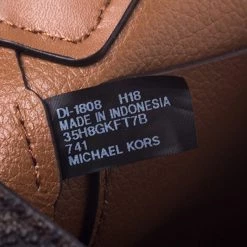 DI-1808 H18
MADE IN INDONESIA
35H8GKFT7B
741
MICHAEL KORS